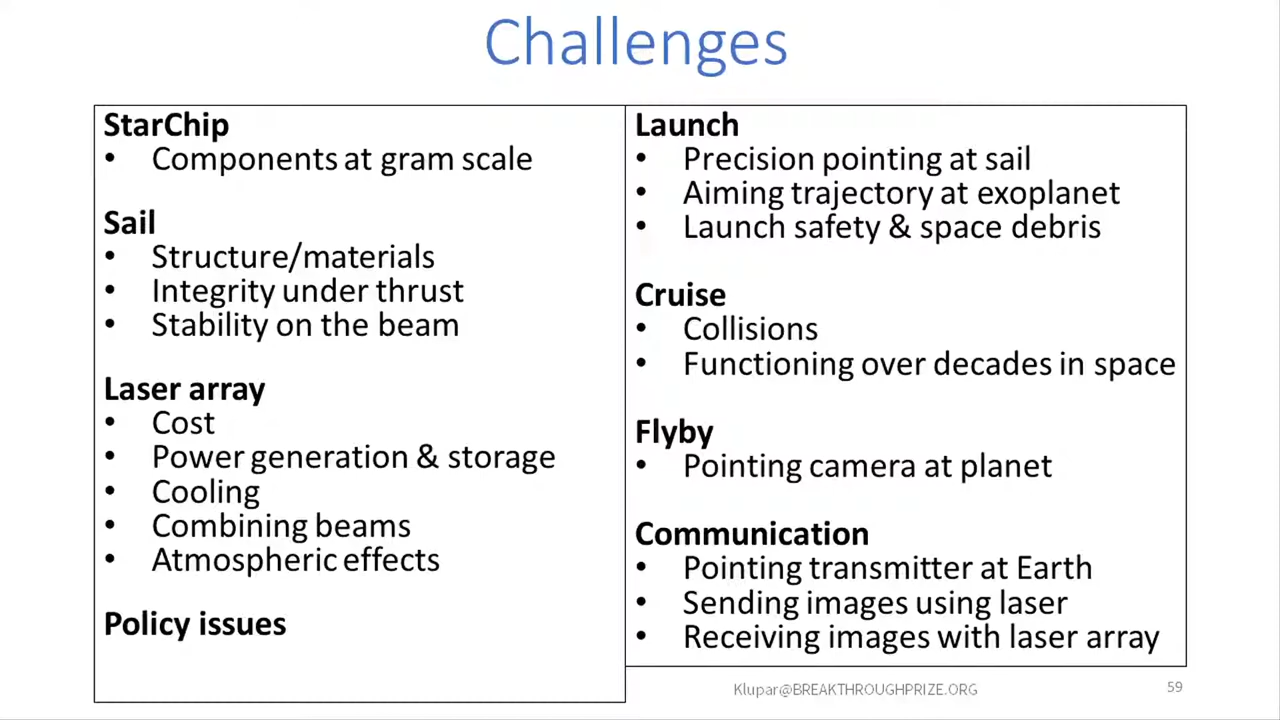 Challenges
StarChip
• Components at gram scale
Sail
• Structure/materials
• Integrity under thrust
• Stability on the beam
Laser array
• Cost
• Power generation & storage
• Cooling
• Combining beams
• Atmospheric effects
Policy issues
Launch
• Precision pointing at sail
• Aiming trajectory at exoplanet
• Launch safety & space debris
Cruise
• Collisions
• Functioning over decades in space
Flyby
• Pointing camera at planet
Communication
• Pointing transmitter at Earth
• Sending images using laser
• Receiving images with laser array
Klupar@BREAKTHROUGHPRIZE.ORG
59